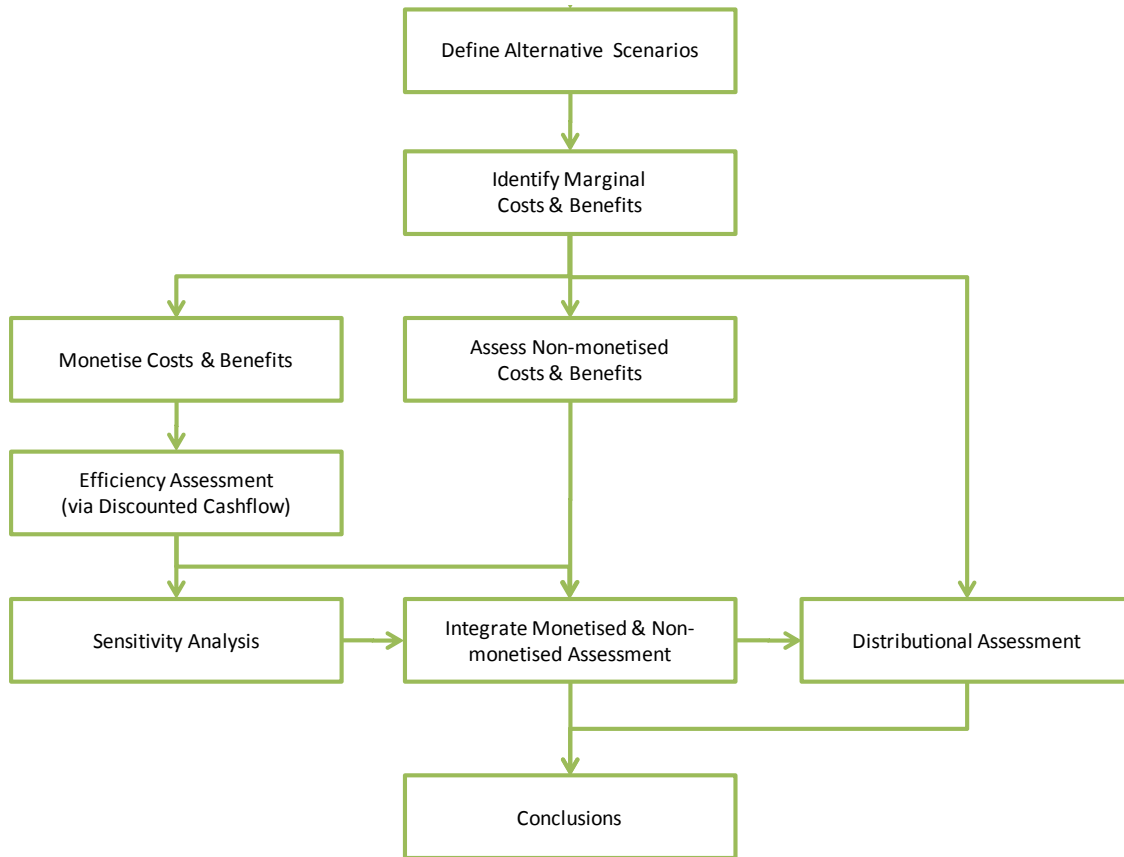 Define Alternative Scenarios
Identify Marginal
Costs & Benefits
Monetise Costs & Benefits
Assess Non-monetised
Costs & Benefits
Efficiency Assessment
(via Discounted Cashflow)
Sensitivity Analysis
Integrate Monetised & Non-
monetised Assessment
Distributional Assessment
Conclusions